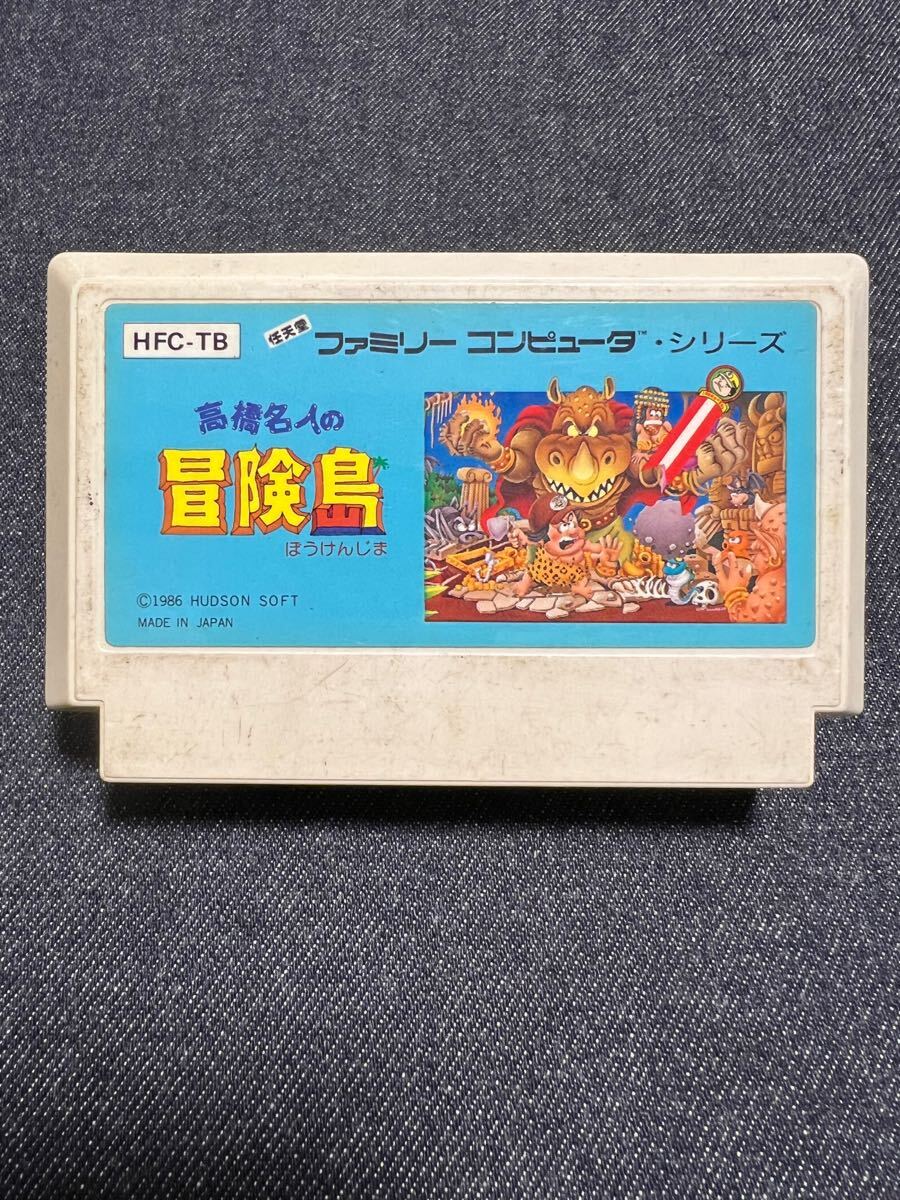 HFC-TB
任天堂 ファミリー コンピュータ™・シリーズ
高橋名人の
冒険島
ぼうけんじま
©1986 HUDSON SOFT
MADE IN JAPAN